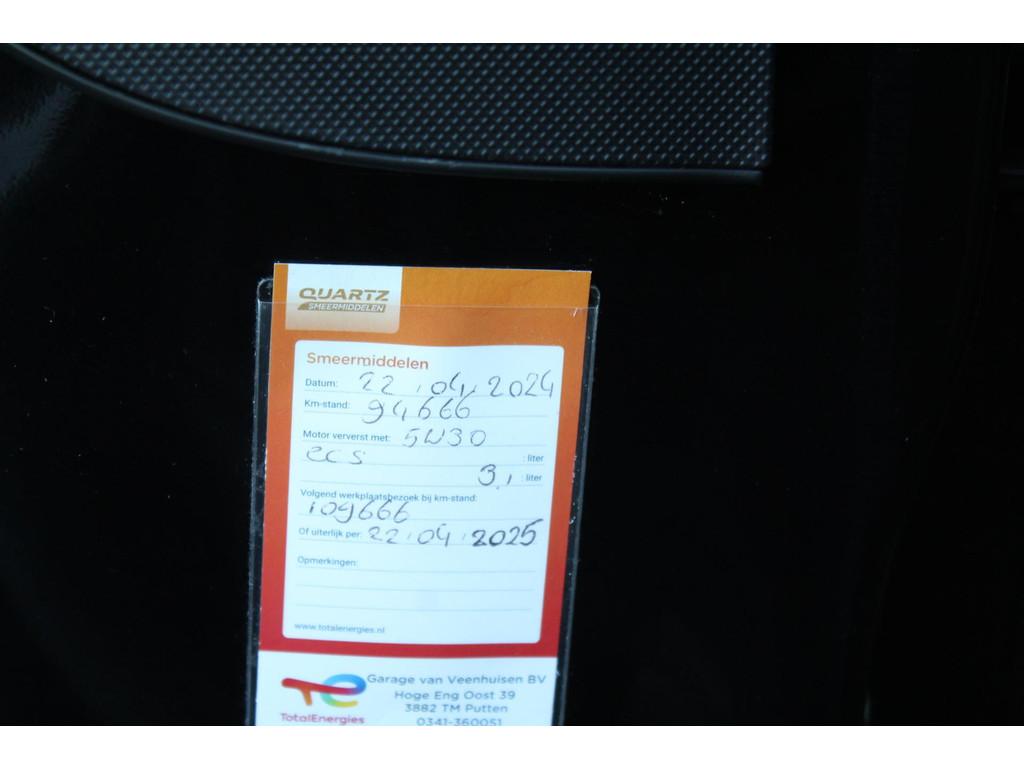 QUARTZ
SMEERMIDDELEN
Smeermiddelen
Datum: 22.04.2024
Km-stand: 94666
Motor ververst met: 5W30
ecs : liter
3,1 : liter
Volgend werkplaatsbezoek bij km-stand:
109666
Of uiterlijk per: 22.04.2025
Opmerkingen:
www.totalenergies.nl
TotalEnergies
Garage van Veenhuisen BV
Hoge Eng Oost 39
3882 TM Putten
0341-360051